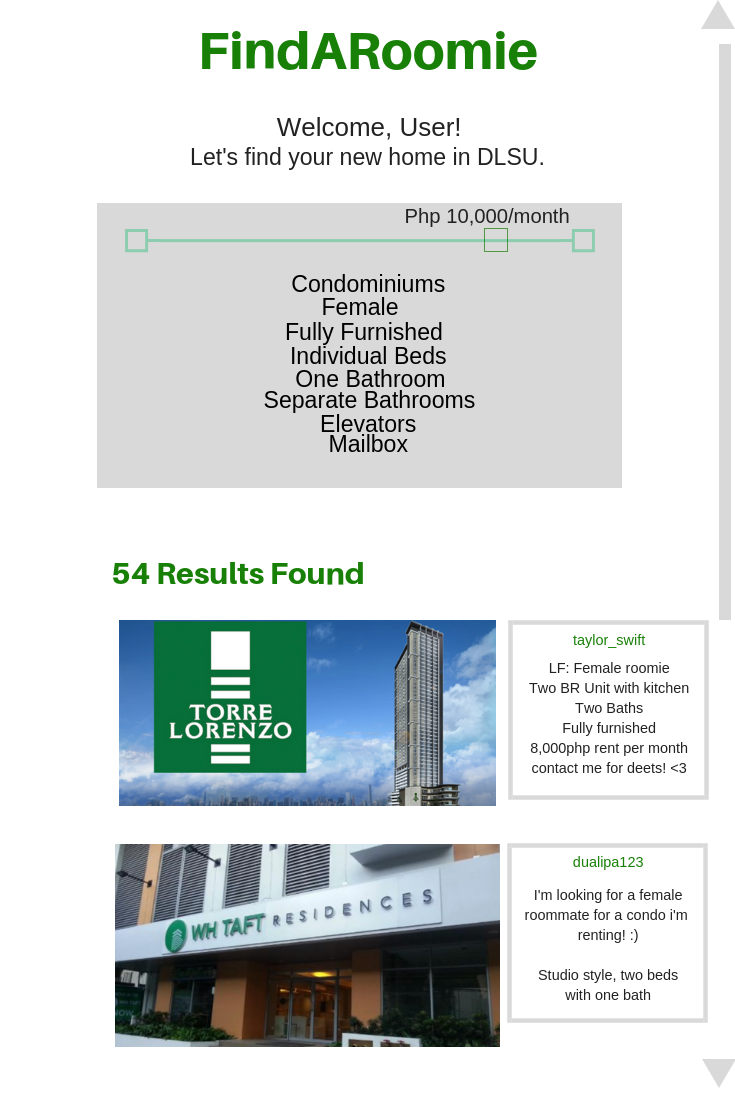 FindARoomie
Welcome, User!
Let's find your new home in DLSU.
Php 10,000/month
Condominiums
Female
Fully Furnished
Individual Beds
One Bathroom
Separate Bathrooms
Elevators
Mailbox
54 Results Found
TORRE
LORENZO
taylor_swift
LF: Female roomie
Two BR Unit with kitchen
Two Baths
Fully furnished
8,000php rent per month
contact me for deets! <3
WH TAFT RESIDENCES
dualipa123
I'm looking for a female
roommate for a condo i'm
renting! :)
Studio style, two beds
with one bath